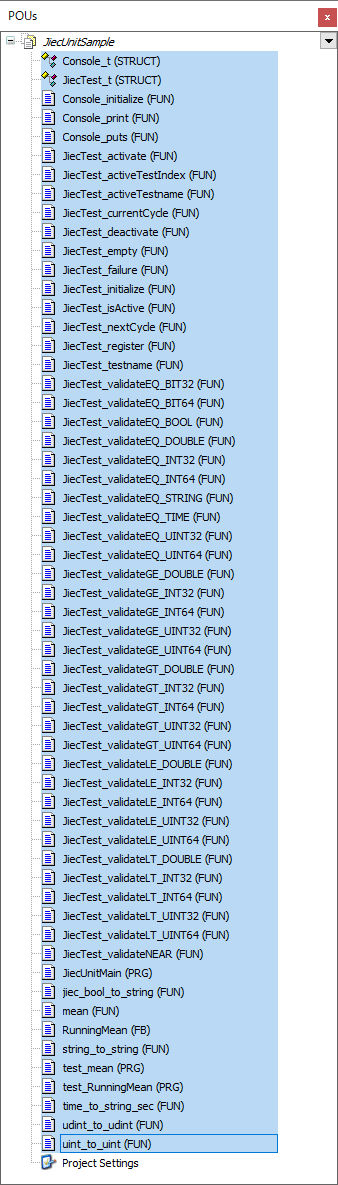 POUs
x
JiecUnitSample
Console_t (STRUCT)
JiecTest_t (STRUCT)
Console_initialize (FUN)
Console_print (FUN)
Console_puts (FUN)
JiecTest_activate (FUN)
JiecTest_activeTestIndex (FUN)
JiecTest_activeTestname (FUN)
JiecTest_currentCycle (FUN)
JiecTest_deactivate (FUN)
JiecTest_empty (FUN)
JiecTest_failure (FUN)
JiecTest_initialize (FUN)
JiecTest_isActive (FUN)
JiecTest_nextCycle (FUN)
JiecTest_register (FUN)
JiecTest_testname (FUN)
JiecTest_validateEQ_BIT32 (FUN)
JiecTest_validateEQ_BIT64 (FUN)
JiecTest_validateEQ_BOOL (FUN)
JiecTest_validateEQ_DOUBLE (FUN)
JiecTest_validateEQ_INT32 (FUN)
JiecTest_validateEQ_INT64 (FUN)
JiecTest_validateEQ_STRING (FUN)
JiecTest_validateEQ_TIME (FUN)
JiecTest_validateEQ_UINT32 (FUN)
JiecTest_validateEQ_UINT64 (FUN)
JiecTest_validateGE_DOUBLE (FUN)
JiecTest_validateGE_INT32 (FUN)
JiecTest_validateGE_INT64 (FUN)
JiecTest_validateGE_UINT32 (FUN)
JiecTest_validateGE_UINT64 (FUN)
JiecTest_validateGT_DOUBLE (FUN)
JiecTest_validateGT_INT32 (FUN)
JiecTest_validateGT_INT64 (FUN)
JiecTest_validateGT_UINT32 (FUN)
JiecTest_validateGT_UINT64 (FUN)
JiecTest_validateLE_DOUBLE (FUN)
JiecTest_validateLE_INT32 (FUN)
JiecTest_validateLE_INT64 (FUN)
JiecTest_validateLE_UINT32 (FUN)
JiecTest_validateLE_UINT64 (FUN)
JiecTest_validateLT_DOUBLE (FUN)
JiecTest_validateLT_INT32 (FUN)
JiecTest_validateLT_INT64 (FUN)
JiecTest_validateLT_UINT32 (FUN)
JiecTest_validateLT_UINT64 (FUN)
JiecTest_validateNEAR (FUN)
JiecUnitMain (PRG)
jiec_bool_to_string (FUN)
mean (FUN)
RunningMean (FB)
string_to_string (FUN)
test_mean (PRG)
test_RunningMean (PRG)
time_to_string_sec (FUN)
udint_to_udint (FUN)
uint_to_uint (FUN)
Project Settings